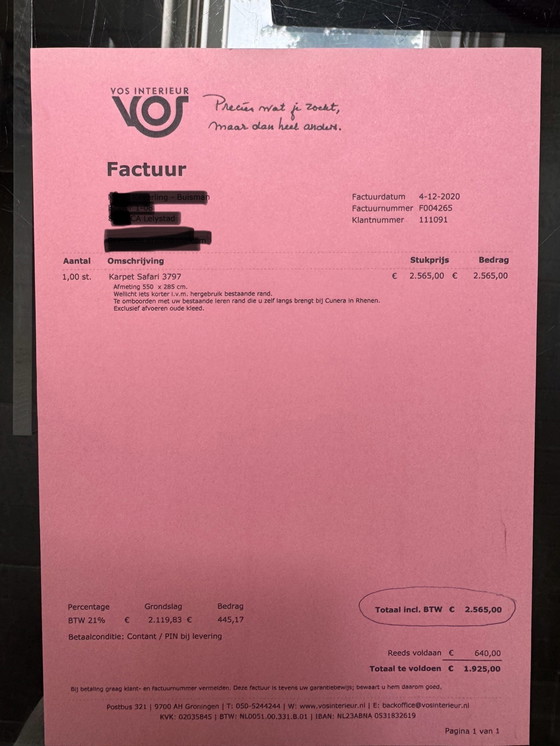 VOS INTERIEUR
VOS
Precies wat je zoekt,
maar dan heel anders.
Factuur
Buisman
Lelystad
Factuurdatum 4-12-2020
Factuurnummer F004265
Klantnummer 111091
Aantal Omschrijving Stukprijs Bedrag
1,00 st. Karpet Safari 3797 € 2.565,00 € 2.565,00
Afmeting 550 x 285 cm.
Wellicht iets korter i.v.m. hergebruik bestaande rand.
Te omboorden met uw bestaande leren rand die u zelf langs brengt bij Cunera in Rhenen.
Exclusief afvoeren oude kleed.
Percentage Grondslag Bedrag
BTW 21% € 2.119,83 € 445,17
Totaal incl. BTW € 2.565,00
Betaalconditie: Contant / PIN bij levering
Reeds voldaan € 640,00
Totaal te voldoen € 1.925,00
Bij betaling graag klant- en factuurnummer vermelden. Deze factuur is tevens uw garantiebewijs; bewaart u hem daarom goed.
Postbus 321 | 9700 AH Groningen | T: 050-5244244 | W: www.vosinterieur.nl | E: backoffice@vosinterieur.nl
KVK: 02035845 | BTW: NL0051.00.331.B.01 | IBAN: NL23ABNA 0531832619
Pagina 1 van 1